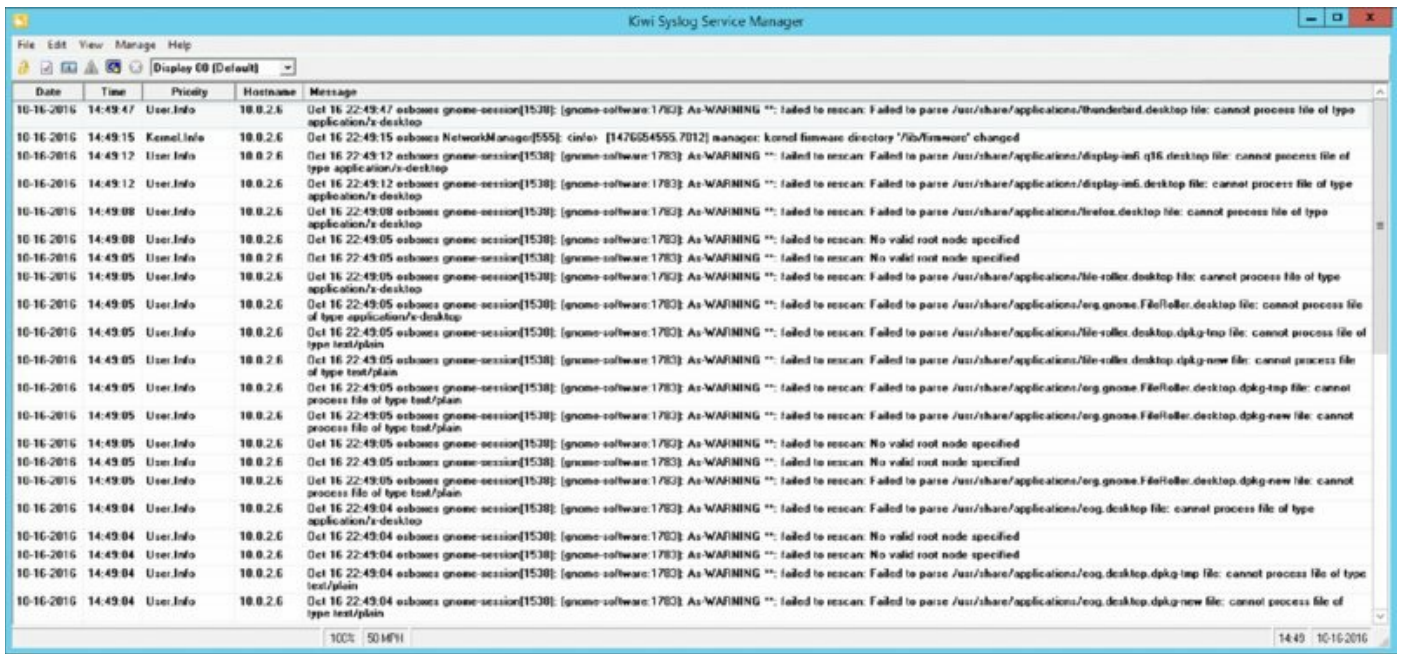 Kiwi Syslog Service Manager
File Edit View Manage Help
Display 00 (Default)
Date Time Priority Hostname Message
10-16-2016 14:49:47 User.Info 10.0.2.6 Oct 16 22:49:47 osboxes gnome-session[1538]: (gnome-software:1783): As-WARNING **: failed to rescan: Failed to parse /usr/share/applications/thunderbird.desktop file: cannot process file of type
application/x-desktop
10-16-2016 14:49:15 Kernel.Info 10.0.2.6 Oct 16 22:49:15 osboxes NetworkManager[555]: <info> [1476654555.7012] manager: kernel firmware directory '/lib/firmware' changed
10-16-2016 14:49:12 User.Info 10.0.2.6 Oct 16 22:49:12 osboxes gnome-session[1538]: (gnome-software:1783): As-WARNING **: failed to rescan: Failed to parse /usr/share/applications/display-im6.q16.desktop file: cannot process file of
type application/x-desktop
10-16-2016 14:49:12 User.Info 10.0.2.6 Oct 16 22:49:12 osboxes gnome-session[1538]: (gnome-software:1783): As-WARNING **: failed to rescan: Failed to parse /usr/share/applications/display-im6.desktop file: cannot process file of type
application/x-desktop
10-16-2016 14:49:08 User.Info 10.0.2.6 Oct 16 22:49:08 osboxes gnome-session[1538]: (gnome-software:1783): As-WARNING **: failed to rescan: Failed to parse /usr/share/applications/firefox.desktop file: cannot process file of type
application/x-desktop
10-16-2016 14:49:08 User.Info 10.0.2.6 Oct 16 22:49:05 osboxes gnome-session[1538]: (gnome-software:1783): As-WARNING **: failed to rescan: No valid root node specified
10-16-2016 14:49:05 User.Info 10.0.2.6 Oct 16 22:49:05 osboxes gnome-session[1538]: (gnome-software:1783): As-WARNING **: failed to rescan: No valid root node specified
10-16-2016 14:49:05 User.Info 10.0.2.6 Oct 16 22:49:05 osboxes gnome-session[1538]: (gnome-software:1783): As-WARNING **: failed to rescan: Failed to parse /usr/share/applications/file-roller.desktop file: cannot process file of type
application/x-desktop
10-16-2016 14:49:05 User.Info 10.0.2.6 Oct 16 22:49:05 osboxes gnome-session[1538]: (gnome-software:1783): As-WARNING **: failed to rescan: Failed to parse /usr/share/applications/org.gnome.FileRoller.desktop file: cannot process file
of type application/x-desktop
10-16-2016 14:49:05 User.Info 10.0.2.6 Oct 16 22:49:05 osboxes gnome-session[1538]: (gnome-software:1783): As-WARNING **: failed to rescan: Failed to parse /usr/share/applications/file-roller.desktop.dpkg-tmp file: cannot process file of
type text/plain
10-16-2016 14:49:05 User.Info 10.0.2.6 Oct 16 22:49:05 osboxes gnome-session[1538]: (gnome-software:1783): As-WARNING **: failed to rescan: Failed to parse /usr/share/applications/file-roller.desktop.dpkg-new file: cannot process file
of type text/plain
10-16-2016 14:49:05 User.Info 10.0.2.6 Oct 16 22:49:05 osboxes gnome-session[1538]: (gnome-software:1783): As-WARNING **: failed to rescan: Failed to parse /usr/share/applications/org.gnome.FileRoller.desktop.dpkg-tmp file: cannot
process file of type text/plain
10-16-2016 14:49:05 User.Info 10.0.2.6 Oct 16 22:49:05 osboxes gnome-session[1538]: (gnome-software:1783): As-WARNING **: failed to rescan: Failed to parse /usr/share/applications/org.gnome.FileRoller.desktop.dpkg-new file: cannot
process file of type text/plain
10-16-2016 14:49:05 User.Info 10.0.2.6 Oct 16 22:49:05 osboxes gnome-session[1538]: (gnome-software:1783): As-WARNING **: failed to rescan: No valid root node specified
10-16-2016 14:49:05 User.Info 10.0.2.6 Oct 16 22:49:05 osboxes gnome-session[1538]: (gnome-software:1783): As-WARNING **: failed to rescan: No valid root node specified
10-16-2016 14:49:05 User.Info 10.0.2.6 Oct 16 22:49:05 osboxes gnome-session[1538]: (gnome-software:1783): As-WARNING **: failed to rescan: Failed to parse /usr/share/applications/org.gnome.FileRoller.desktop.dpkg-new file: cannot
process file of type text/plain
10-16-2016 14:49:04 User.Info 10.0.2.6 Oct 16 22:49:04 osboxes gnome-session[1538]: (gnome-software:1783): As-WARNING **: failed to rescan: Failed to parse /usr/share/applications/eog.desktop file: cannot process file of type
application/x-desktop
10-16-2016 14:49:04 User.Info 10.0.2.6 Oct 16 22:49:04 osboxes gnome-session[1538]: (gnome-software:1783): As-WARNING **: failed to rescan: No valid root node specified
10-16-2016 14:49:04 User.Info 10.0.2.6 Oct 16 22:49:04 osboxes gnome-session[1538]: (gnome-software:1783): As-WARNING **: failed to rescan: No valid root node specified
10-16-2016 14:49:04 User.Info 10.0.2.6 Oct 16 22:49:04 osboxes gnome-session[1538]: (gnome-software:1783): As-WARNING **: failed to rescan: Failed to parse /usr/share/applications/eog.desktop.dpkg-tmp file: cannot process file of type
text/plain
10-16-2016 14:49:04 User.Info 10.0.2.6 Oct 16 22:49:04 osboxes gnome-session[1538]: (gnome-software:1783): As-WARNING **: failed to rescan: Failed to parse /usr/share/applications/eog.desktop.dpkg-new file: cannot process file of
type text/plain
100% 50 MPH 14:49 10-16-2016